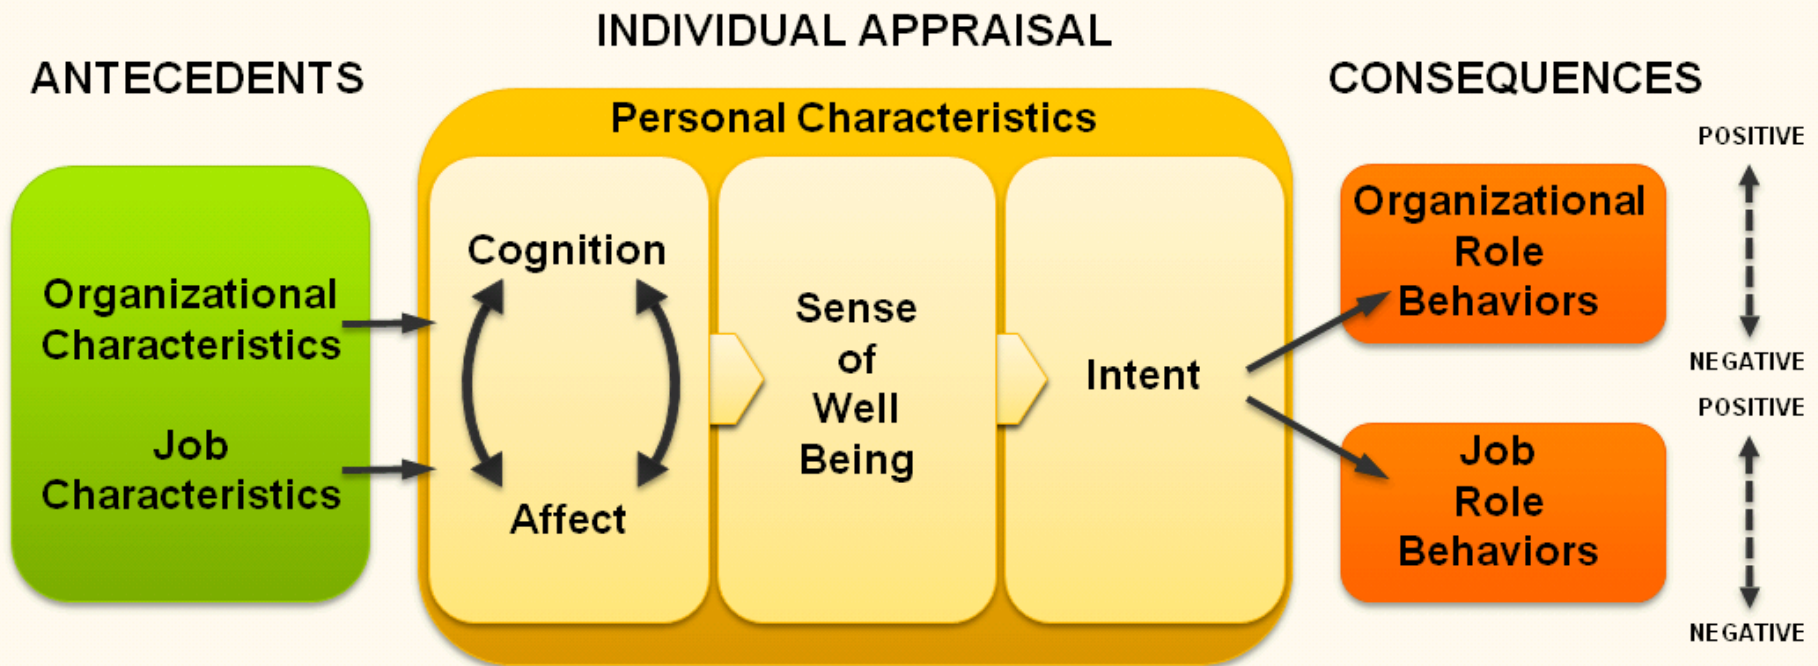 INDIVIDUAL APPRAISAL
ANTECEDENTS
CONSEQUENCES
Personal Characteristics
Organizational
Characteristics
Job
Characteristics
Cognition
Affect
Sense
of
Well
Being
Intent
Organizational
Role
Behaviors
POSITIVE
NEGATIVE
Job
Role
Behaviors
POSITIVE
NEGATIVE